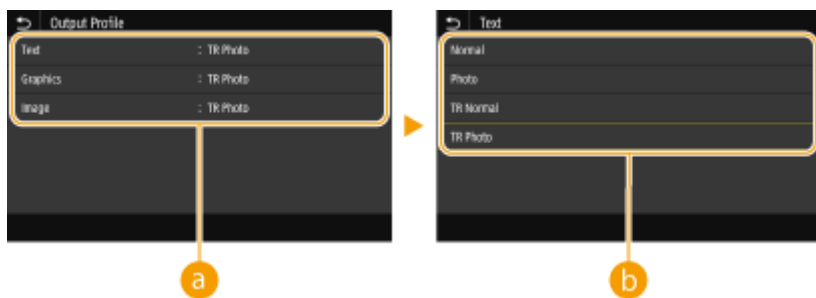 Output Profile
Text : TR Photo
Graphics : TR Photo
Image : TR Photo
a
Text
Normal
Photo
TR Normal
TR Photo
b